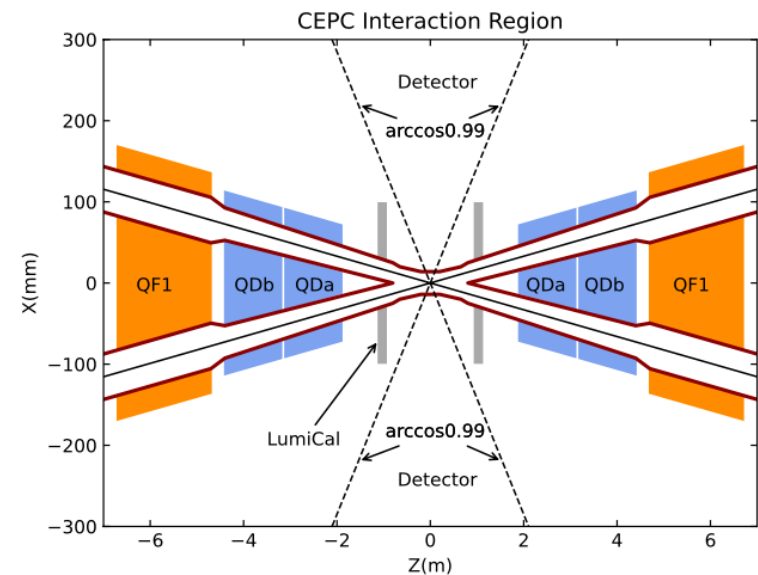 CEPC Interaction Region
300
200
100
0
−100
−200
−300
X(mm)
Detector
arccos0.99
QF1
QDb
QDa
QDa
QDb
QF1
LumiCal
arccos0.99
Detector
−6
−4
−2
0
2
4
6
Z(m)